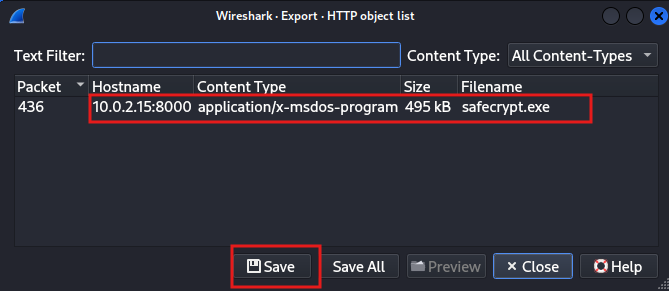 Wireshark · Export · HTTP object list
Text Filter: Content Type: All Content-Types
Packet Hostname Content Type Size Filename
436 10.0.2.15:8000 application/x-msdos-program 495 kB safecrypt.exe
Save Save All Preview Close Help